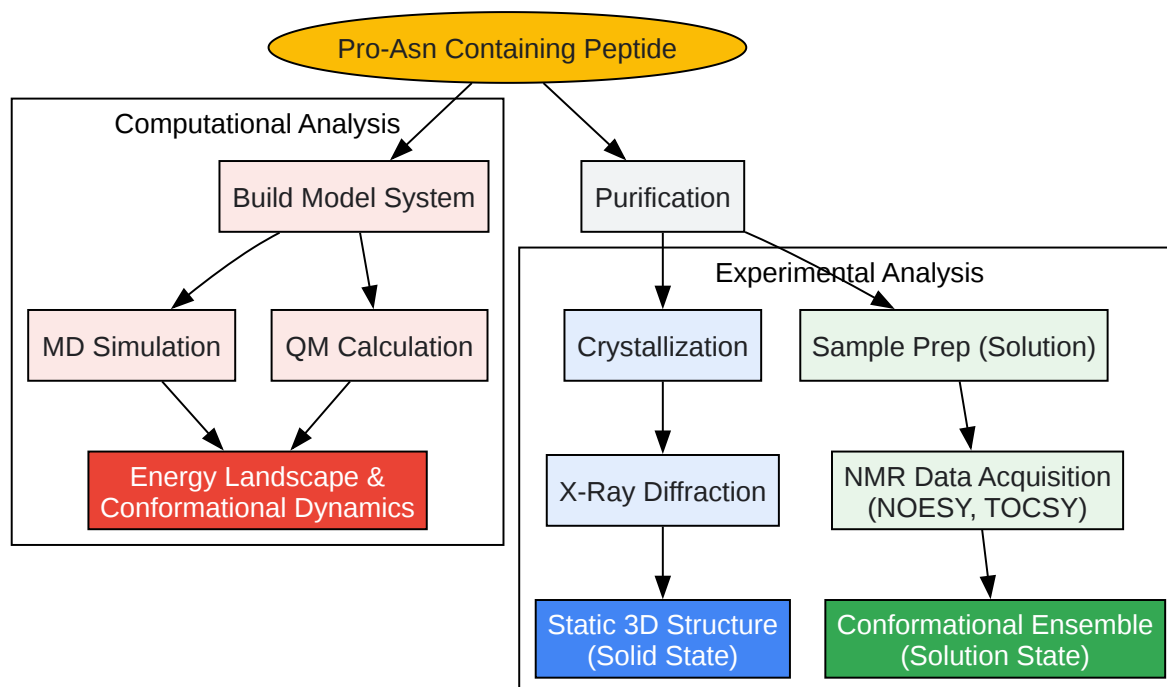 Pro-Asn Containing Peptide
Computational Analysis
Build Model System
Purification
Experimental Analysis
MD Simulation
QM Calculation
Crystallization
Sample Prep (Solution)
Energy Landscape &
Conformational Dynamics
X-Ray Diffraction
NMR Data Acquisition
(NOESY, TOCSY)
Static 3D Structure
(Solid State)
Conformational Ensemble
(Solution State)